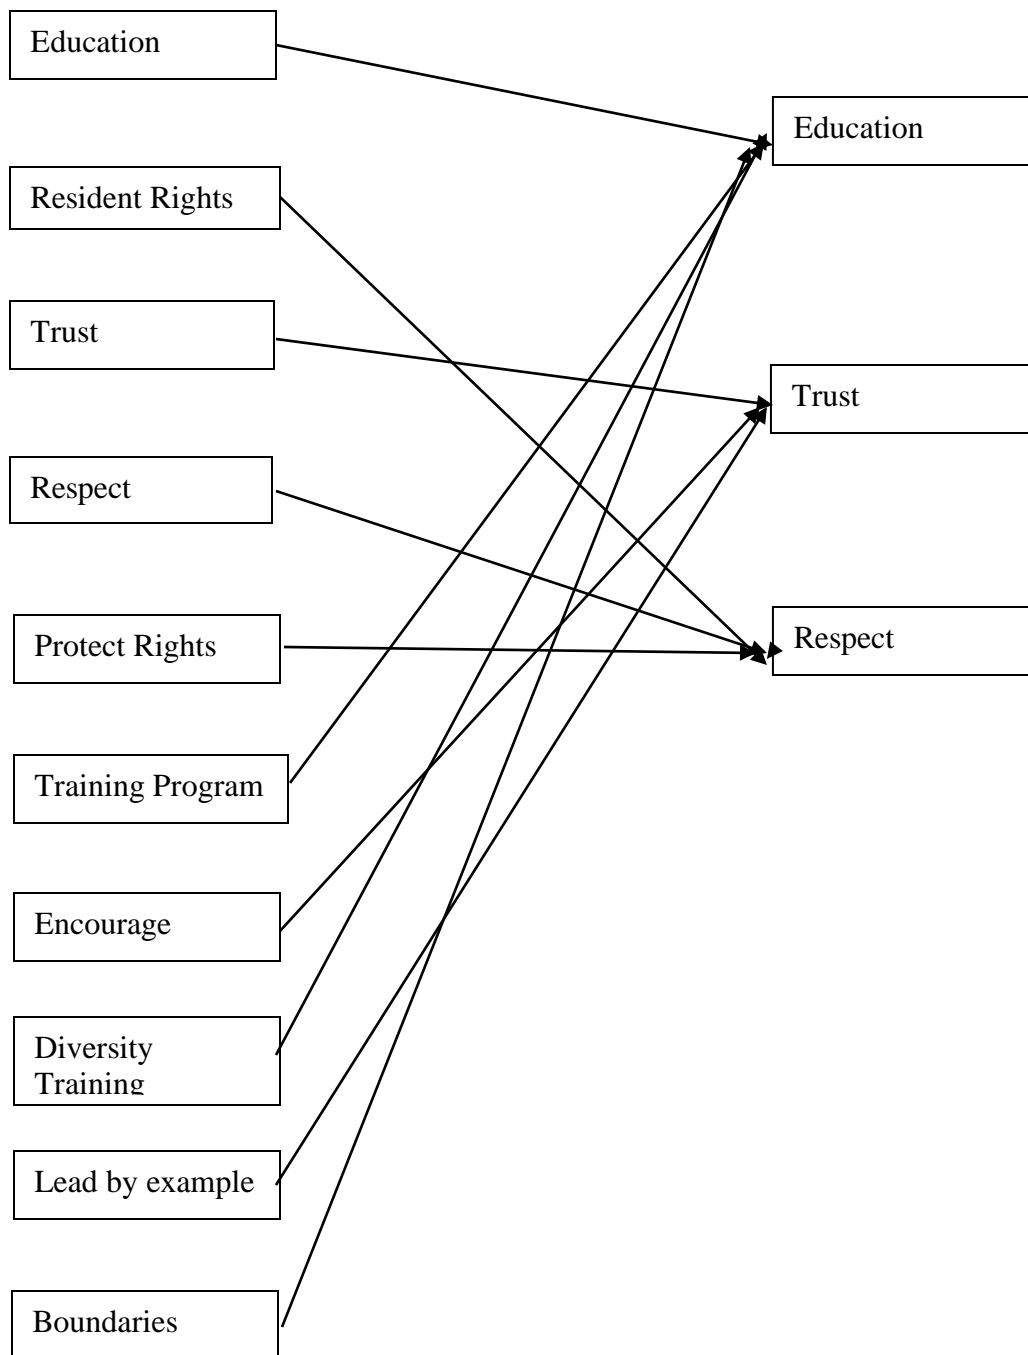 Education
Education
Resident Rights
Trust
Trust
Respect
Respect
Protect Rights
Training Program
Encourage
Diversity
Training
Lead by example
Boundaries